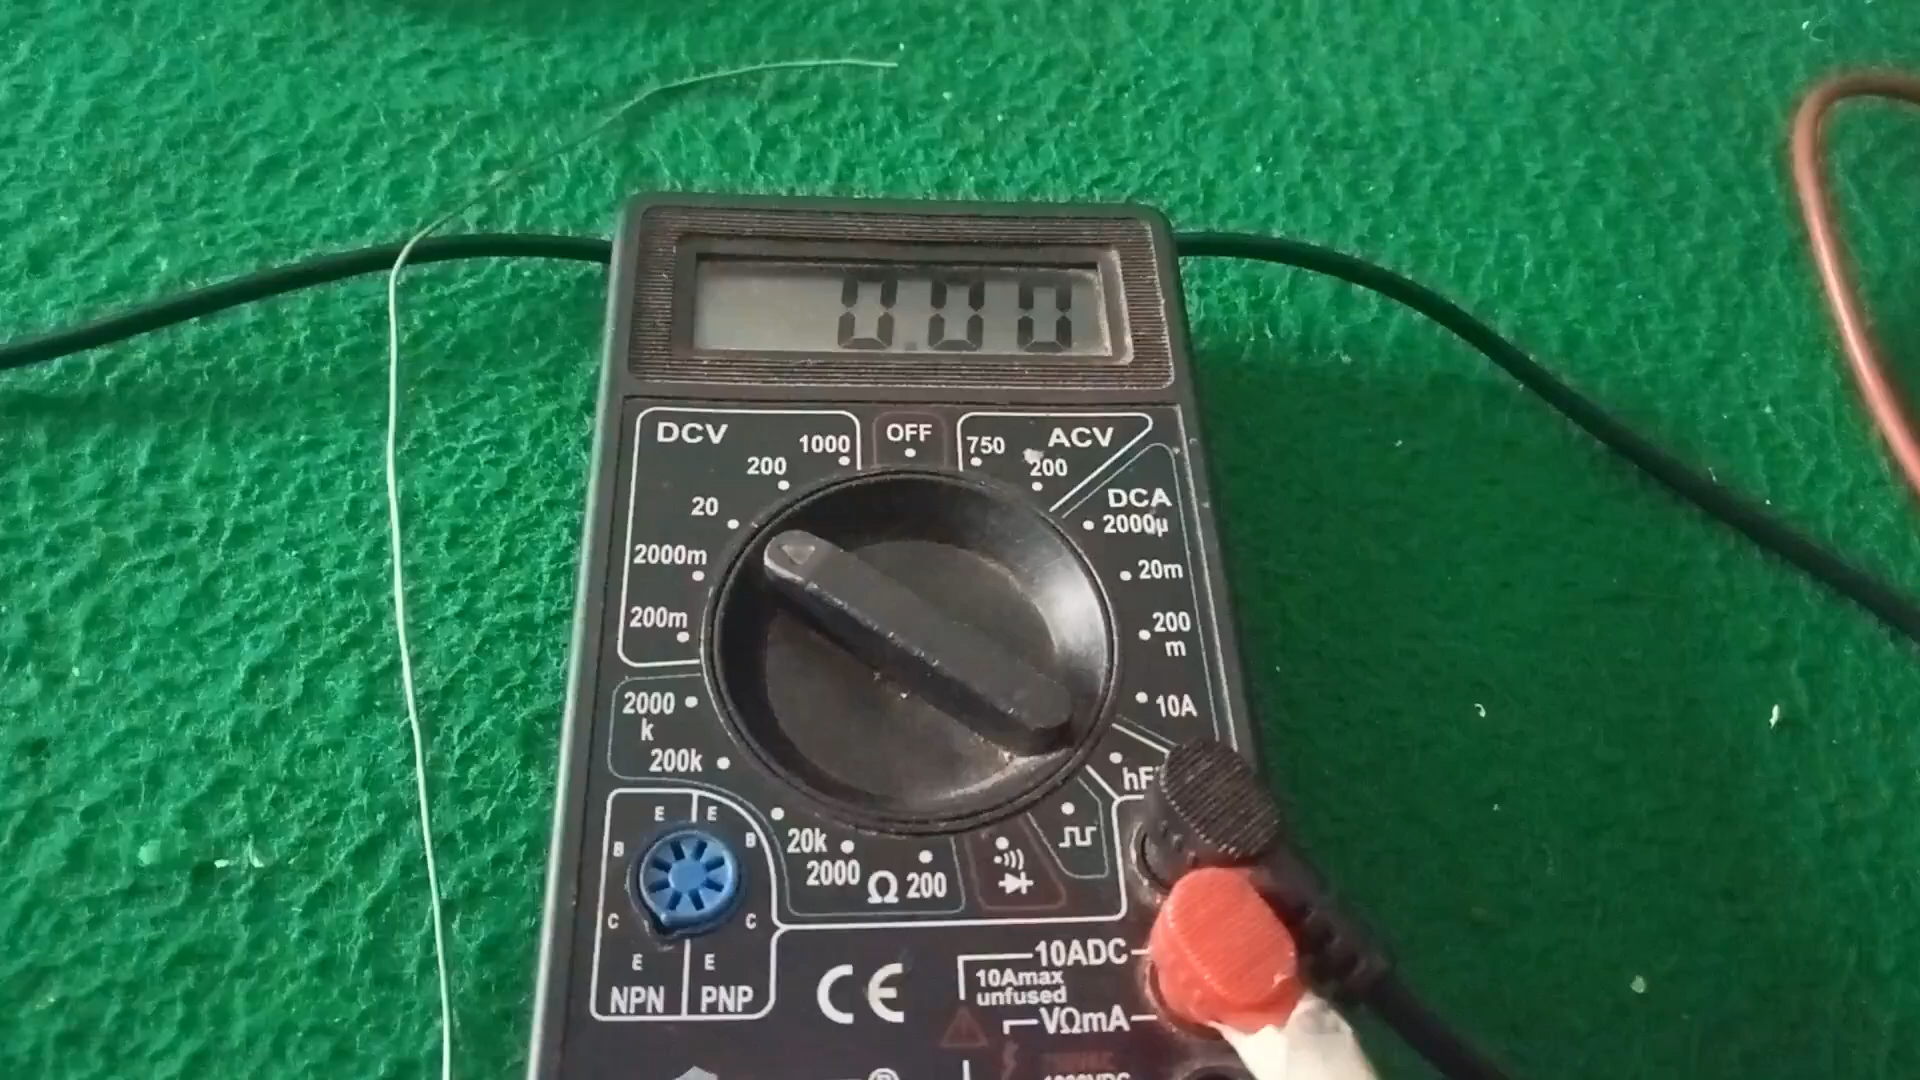 0.00
DCV
OFF
ACV
1000
750
200
200
DCA
20
2000µ
2000m
20m
200m
200
m
2000
k
10A
200k
hF
20k
2000
Ω 200
E E
B B
C C
E E
NPN PNP
CE
10ADC
10Amax
unfused
VΩmA